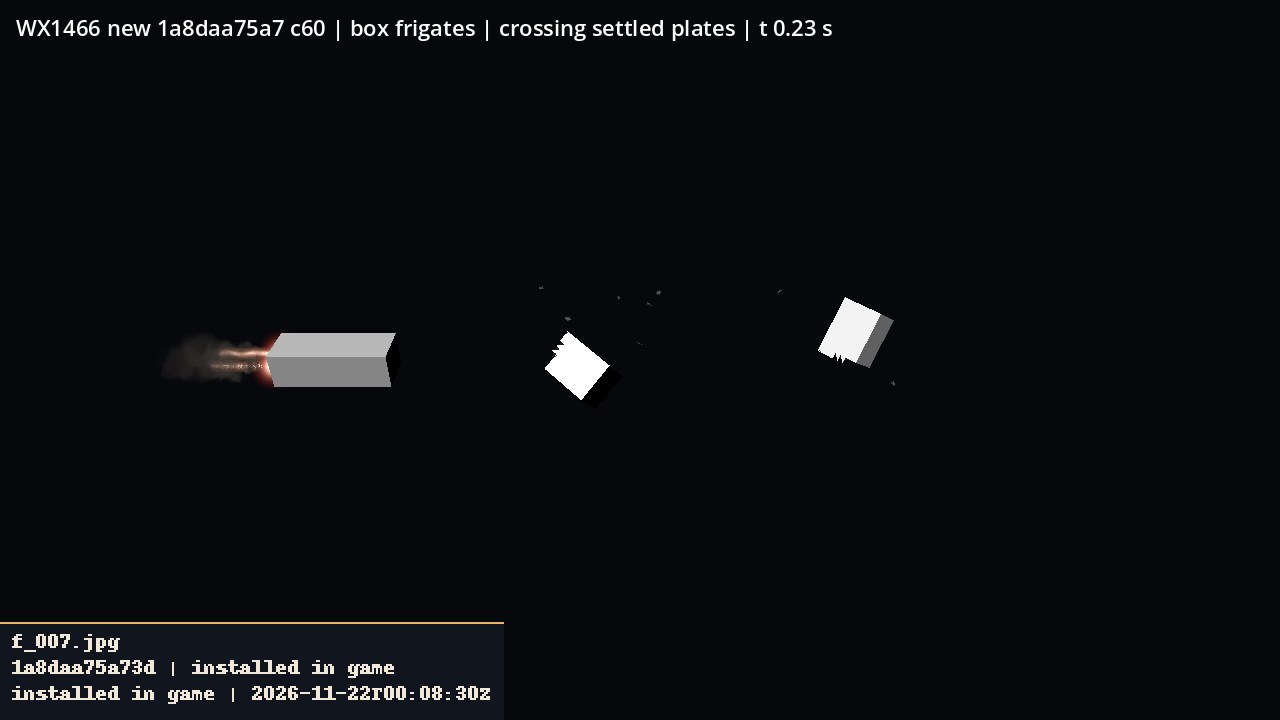 WX1466 new 1a8daa75a7 c60 | box frigates | crossing settled plates | t 0.23 s
f_007.jpg
1a8daa75a73d | installed in game
installed in game | 2026-11-22T00:08:30Z